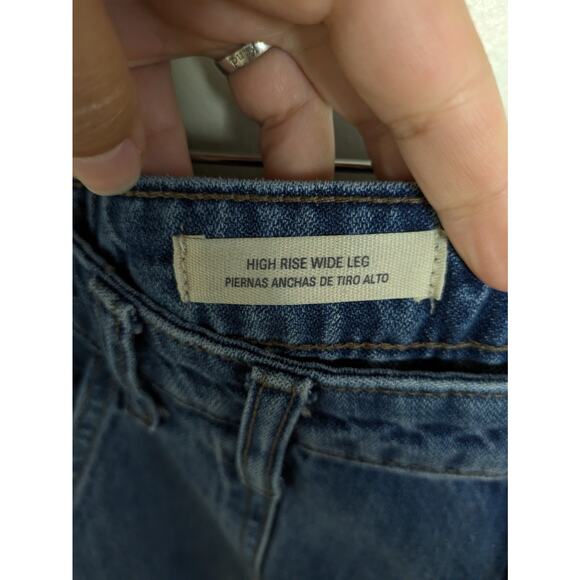 HIGH RISE WIDE LEG
PIERNAS ANCHAS DE TIRO ALTO